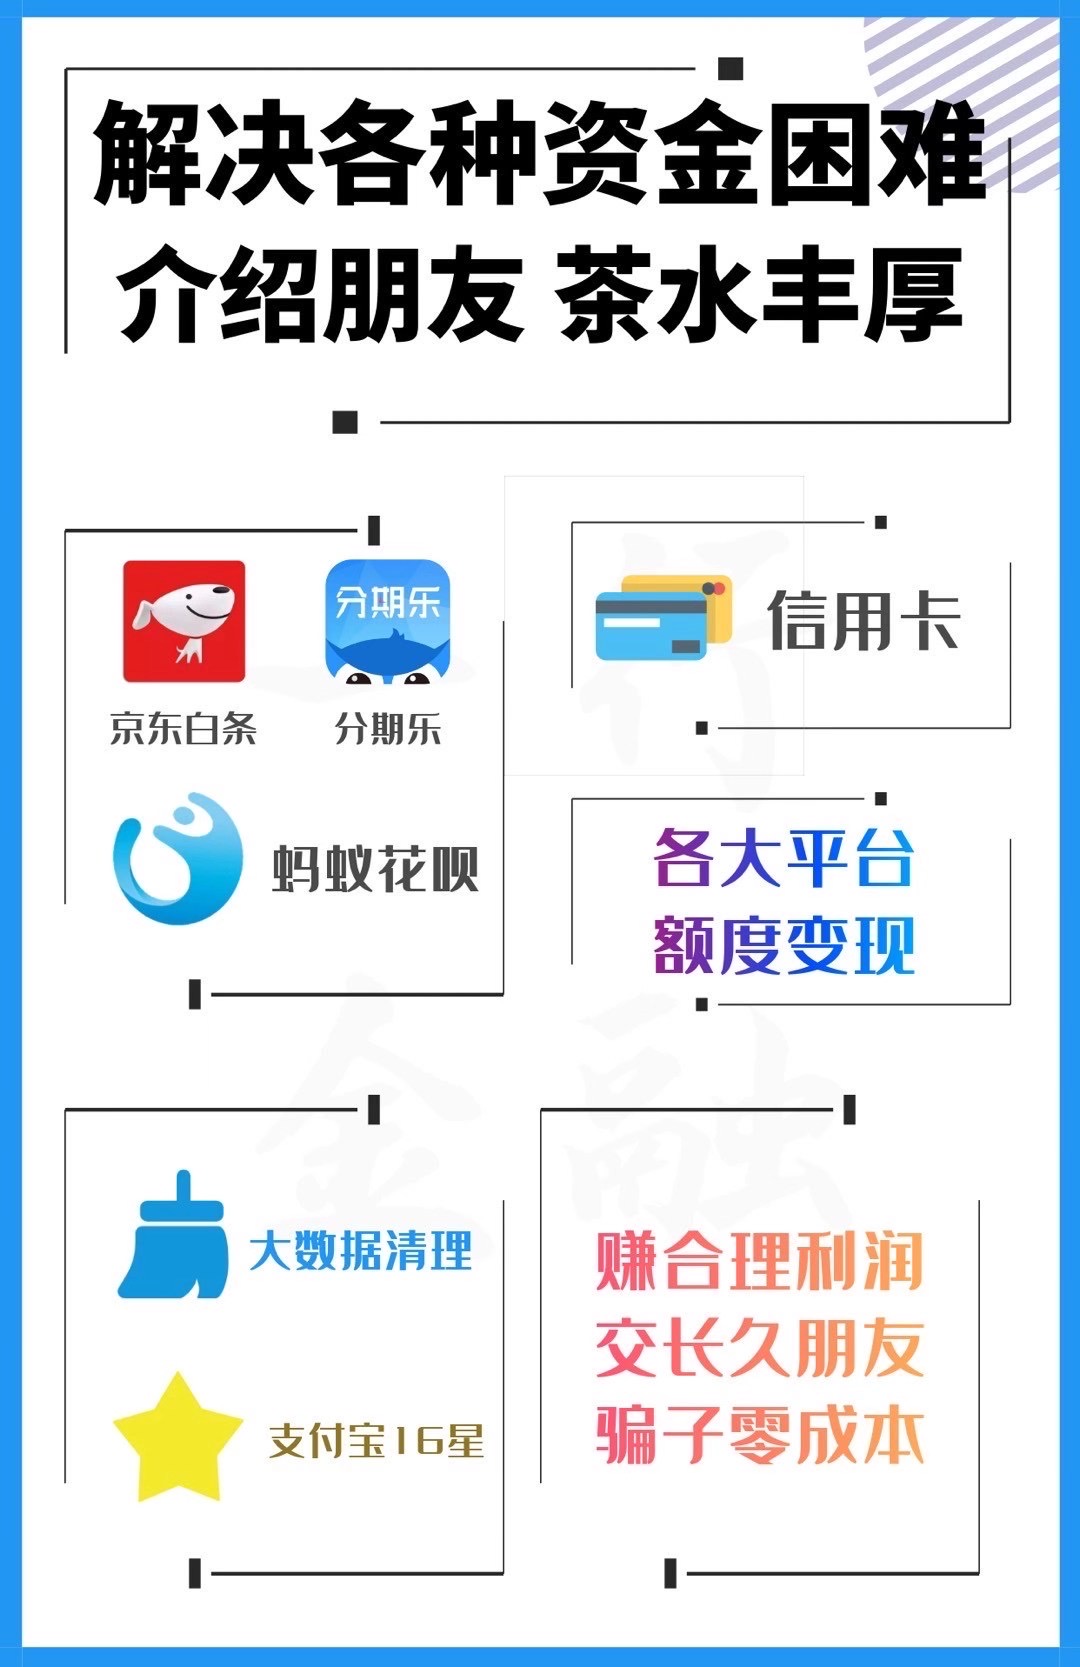 解决各种资金困难
介绍朋友 茶水丰厚
分期乐
京东白条
分期乐
蚂蚁花呗
信用卡
各大平台
额度变现
大数据清理
支付宝16星
赚合理利润
交长久朋友
骗子零成本
行
金融